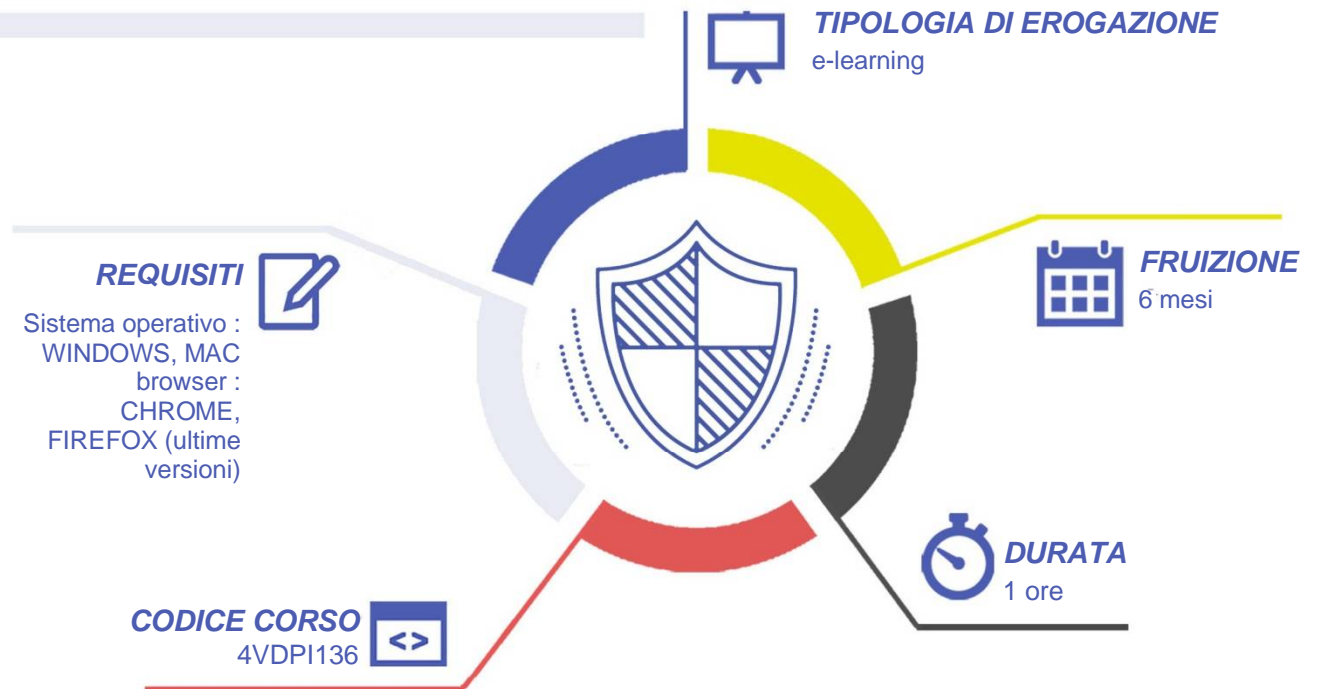 TIPOLOGIA DI EROGAZIONE
e-learning
REQUISITI
Sistema operativo :
WINDOWS, MAC
browser :
CHROME,
FIREFOX (ultime
versioni)
FRUIZIONE
6 mesi
DURATA
1 ore
CODICE CORSO
4VDPI136
<>